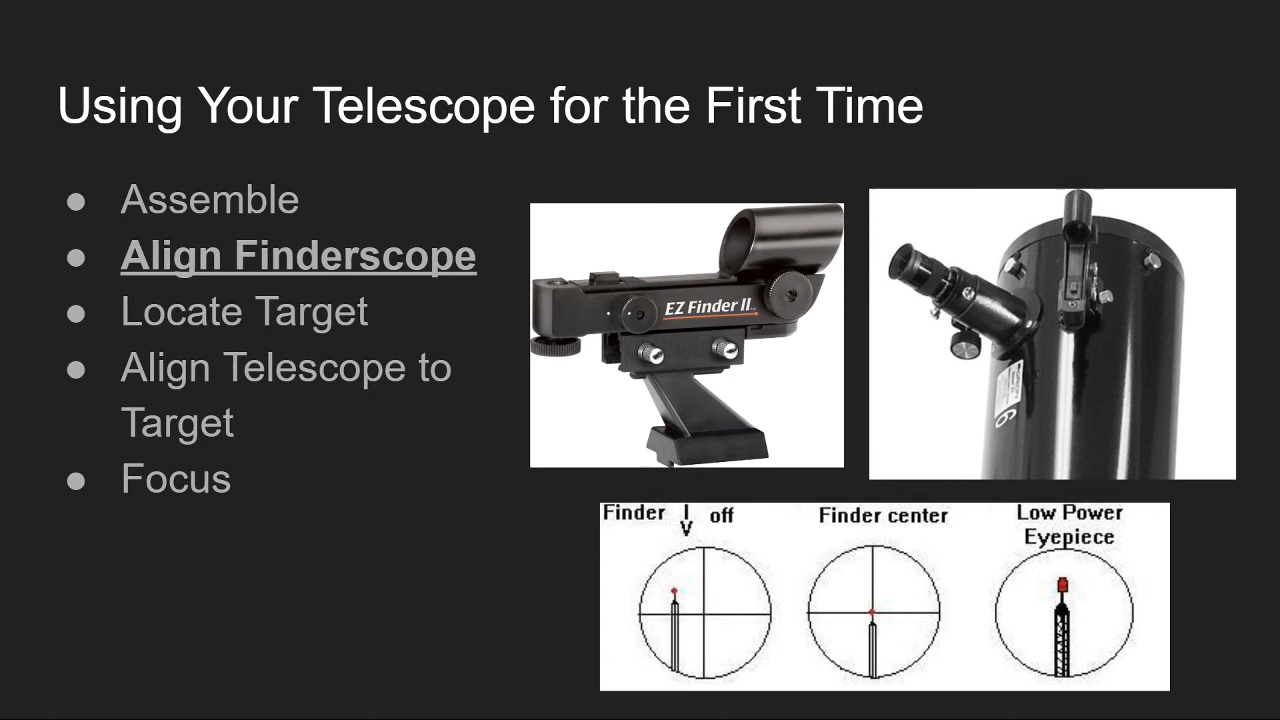 Using Your Telescope for the First Time
● Assemble
● Align Finderscope
● Locate Target
● Align Telescope to
Target
● Focus
EZ Finder II
6
Finder off
Finder center
Low Power
Eyepiece